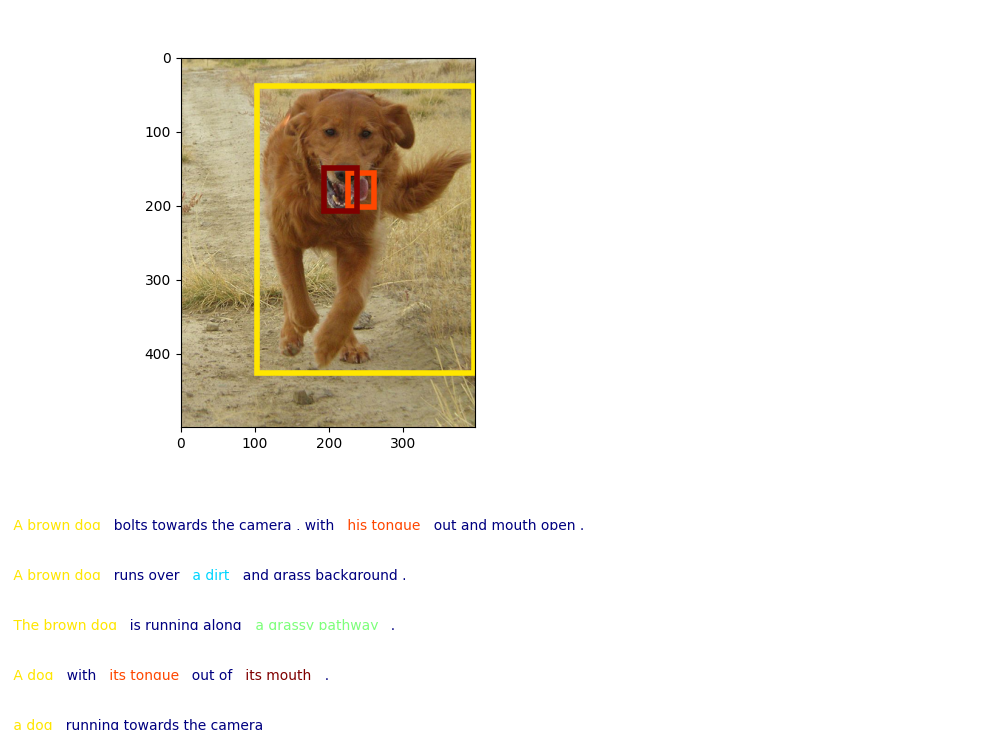 0
100
200
300
400
0 100 200 300
A brown dog bolts towards the camera , with his tongue out and mouth open .
A brown dog runs over a dirt and grass background .
The brown dog is running along a grassy pathway .
A dog with its tongue out of its mouth .
a dog running towards the camera